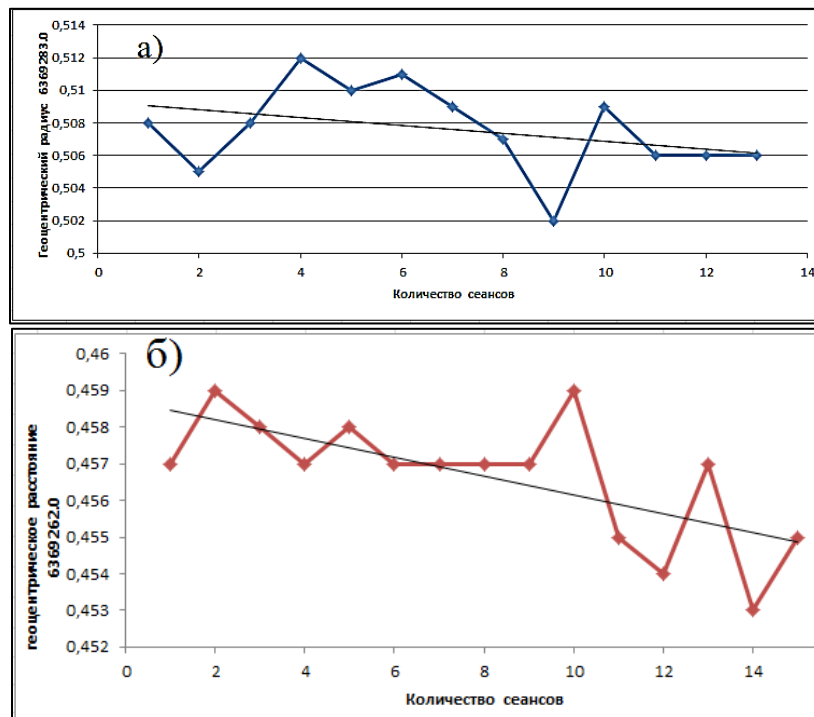 а)
Геоцентрический радиус 6369283.0
0,514
0,512
0,51
0,508
0,506
0,504
0,502
0,5
0 2 4 6 8 10 12 14
Количество сеансов
б)
геоцентрическое расстояние
6369262.0
0,46
0,459
0,458
0,457
0,456
0,455
0,454
0,453
0,452
0 2 4 6 8 10 12 14
Количество сеансов